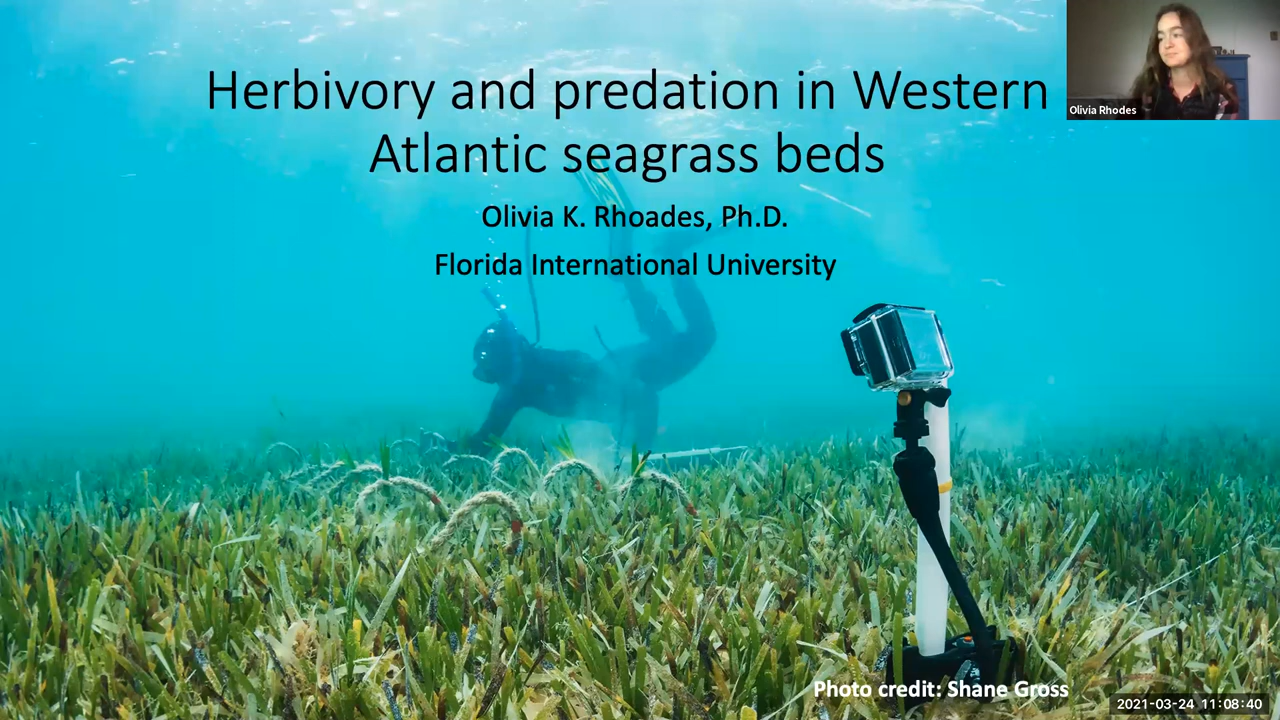 Herbivory and predation in Western
Atlantic seagrass beds
Olivia K. Rhoades, Ph.D.
Florida International University
Olivia Rhodes
Photo credit: Shane Gross
2021-03-24 11:08:40